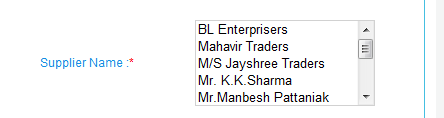 BL Enterprisers
Mahavir Traders
Supplier Name :* M/S Jayshree Traders
Mr. K.K.Sharma
Mr.Manbesh Pattaniak